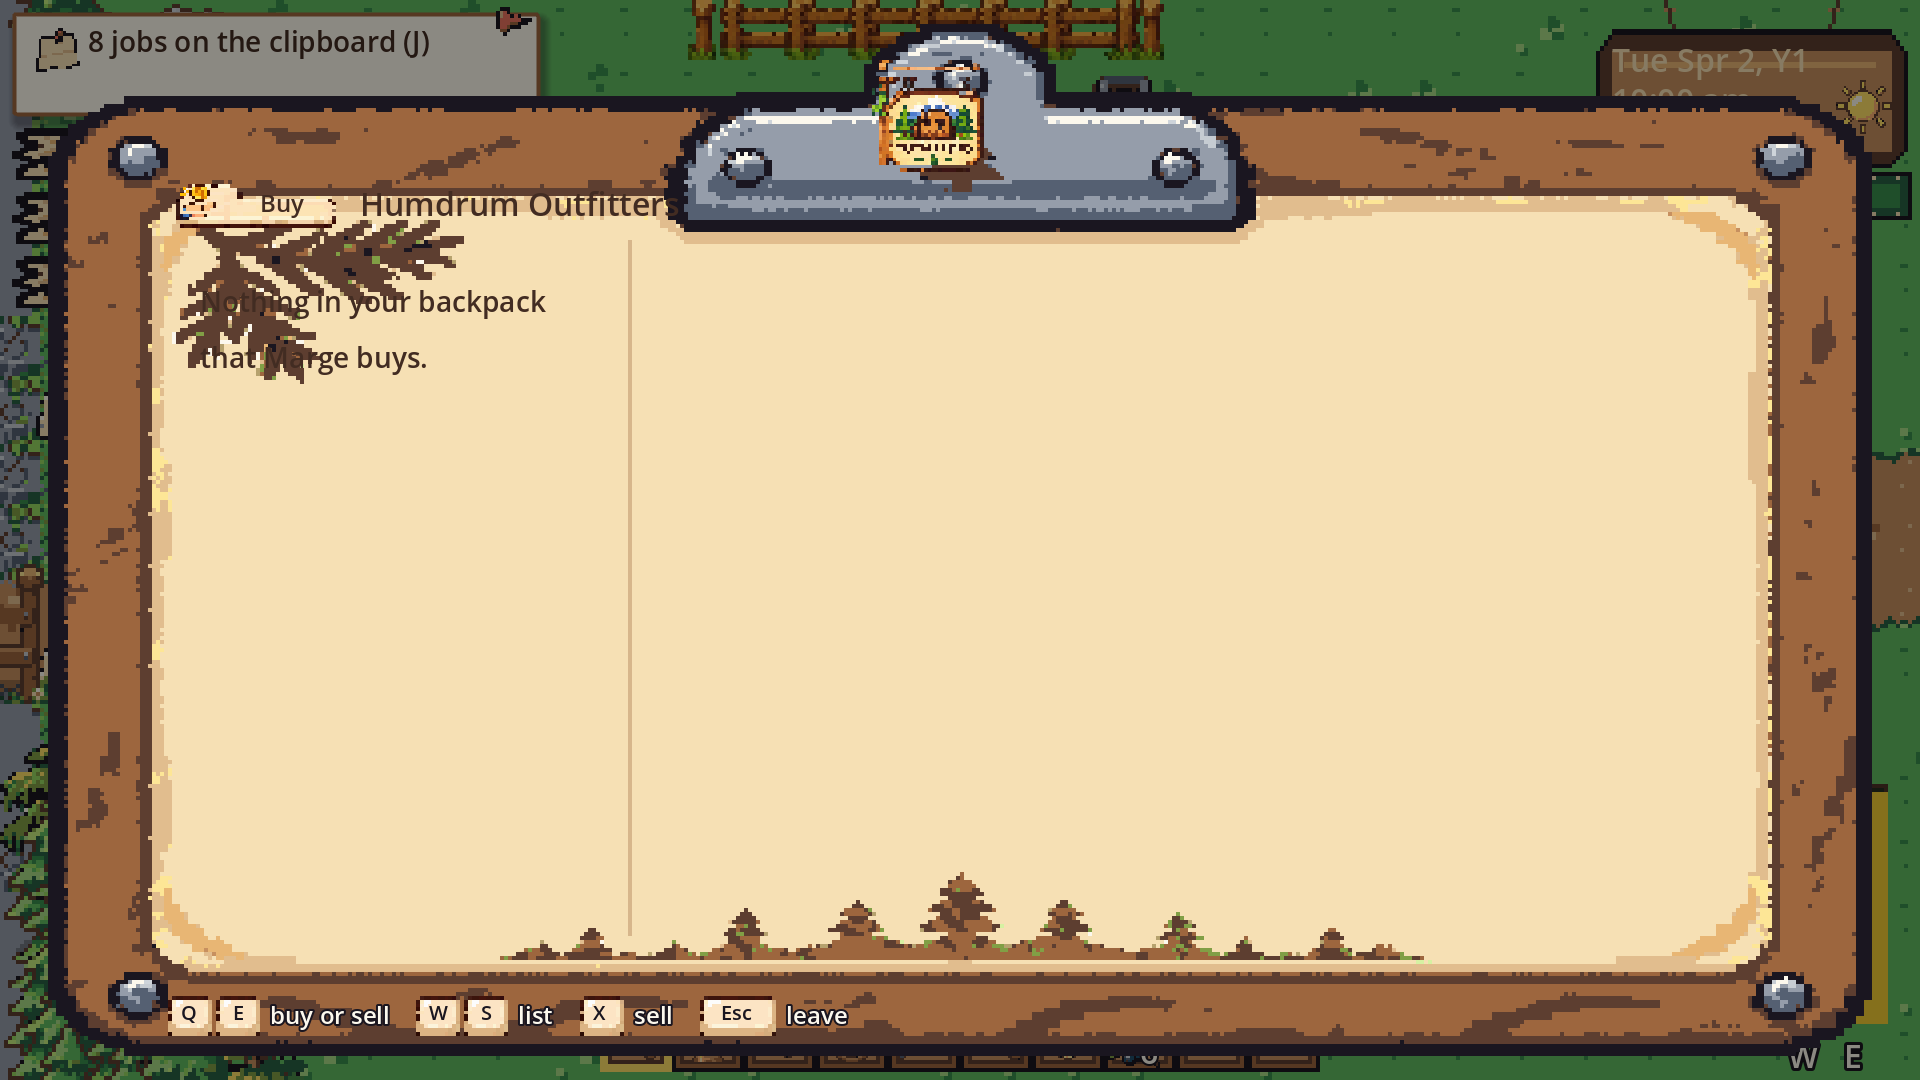 8 jobs on the clipboard (J)
Tue Spr 2, Y1
Buy
Humdrum Outfitters
Nothing in your backpack
that Marge buys.
Q E buy or sell W S list X sell Esc leave
W E